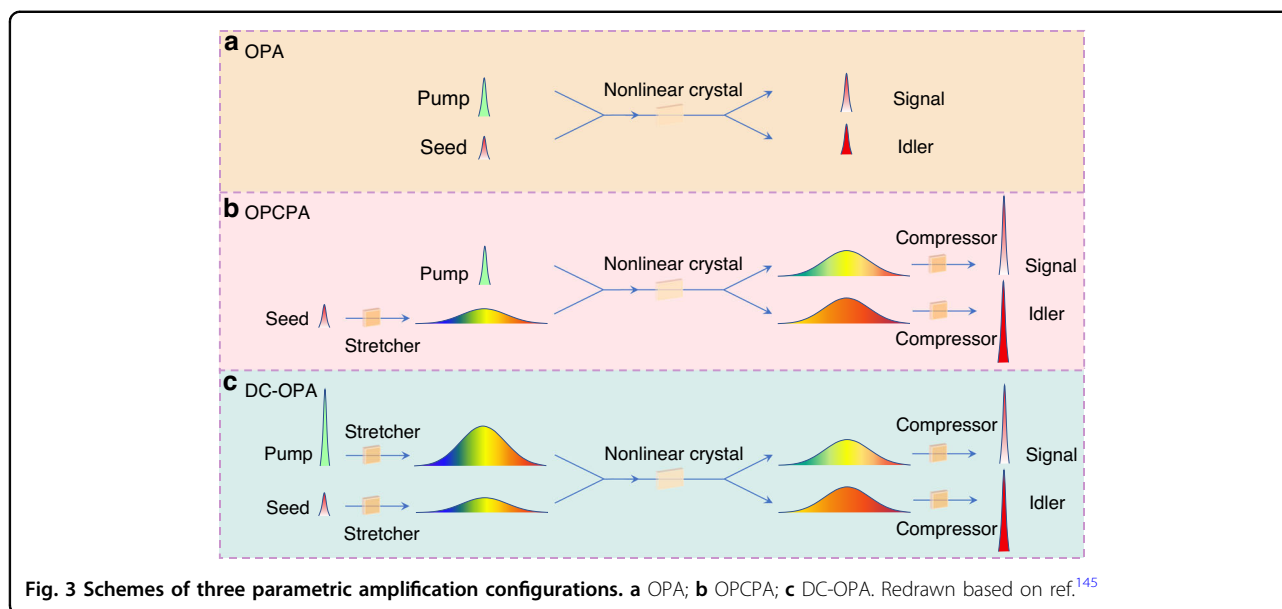 a OPA
Pump
Nonlinear crystal
Signal
Seed
Idler
b OPCPA
Pump
Nonlinear crystal
Compressor
Signal
Seed
Stretcher
Compressor
Idler
c DC-OPA
Pump
Stretcher
Nonlinear crystal
Compressor
Signal
Seed
Stretcher
Compressor
Idler
Fig. 3 Schemes of three parametric amplification configurations. a OPA; b OPCPA; c DC-OPA. Redrawn based on ref.145